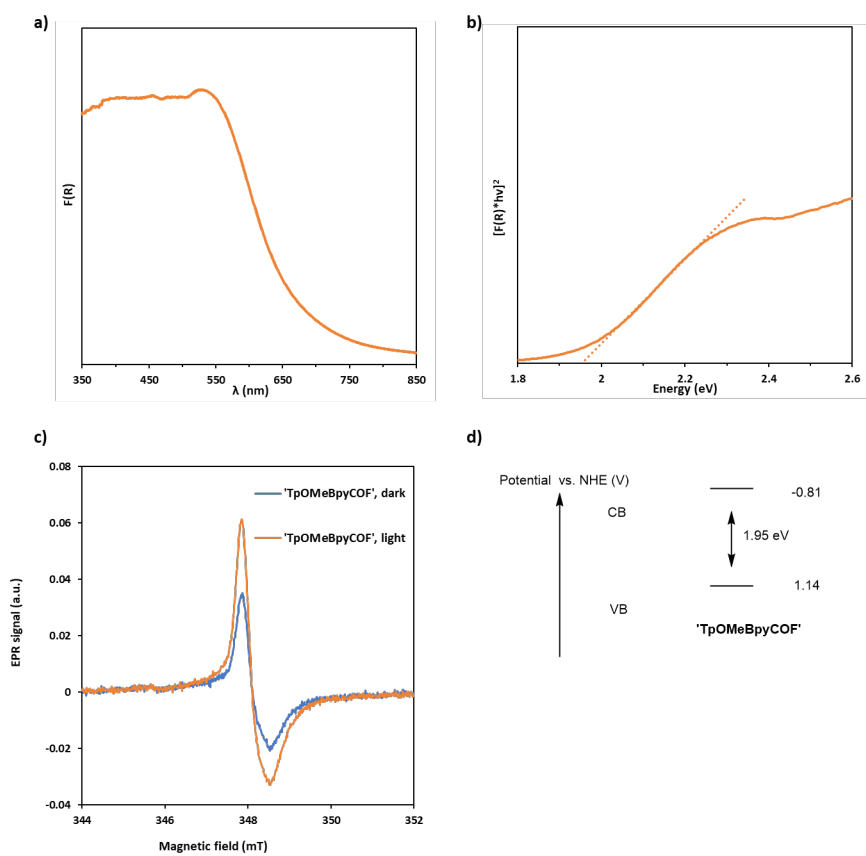 a)
F(R)
350 450 550 650 750 850
λ (nm)
b)
[F(R)*hv]²
1.8 2 2.2 2.4 2.6
Energy (eV)
c)
0.08
0.06
0.04
0.02
0
-0.02
-0.04
EPR signal (a.u.)
'TpOMeBpyCOF', dark
'TpOMeBpyCOF', light
344 346 348 350 352
Magnetic field (mT)
d)
Potential vs. NHE (V)
CB
-0.81
1.95 eV
VB
1.14
'TpOMeBpyCOF'